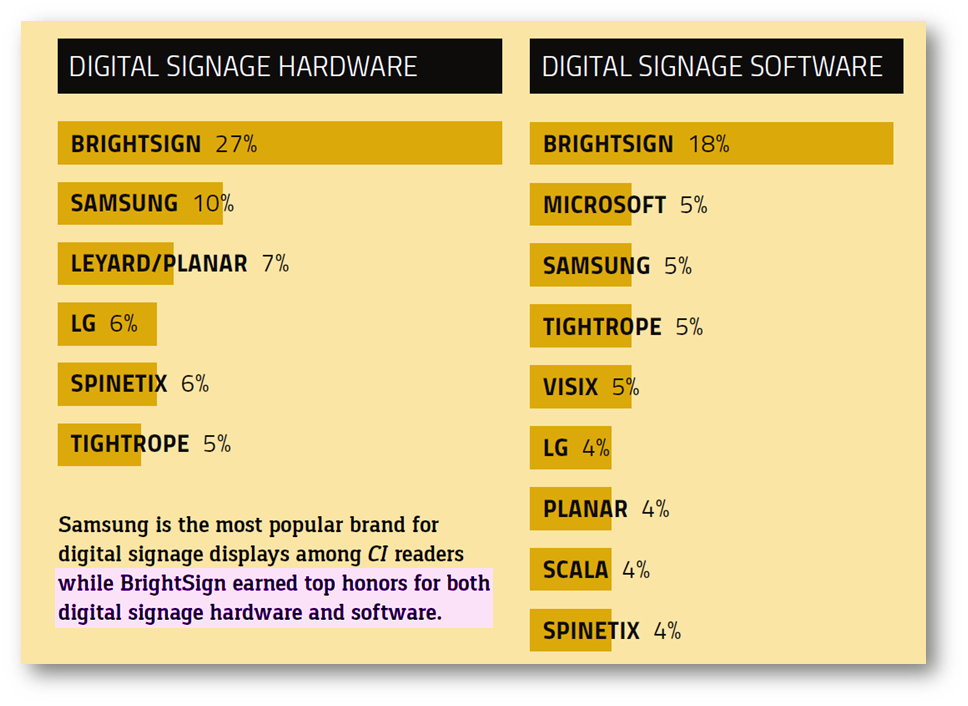 DIGITAL SIGNAGE HARDWARE
BRIGHTSIGN 27%
SAMSUNG 10%
LEYARD/PLANAR 7%
LG 6%
SPINETIX 6%
TIGHTROPE 5%
Samsung is the most popular brand for
digital signage displays among CI readers
while BrightSign earned top honors for both
digital signage hardware and software.
DIGITAL SIGNAGE SOFTWARE
BRIGHTSIGN 18%
MICROSOFT 5%
SAMSUNG 5%
TIGHTROPE 5%
VISIX 5%
LG 4%
PLANAR 4%
SCALA 4%
SPINETIX 4%